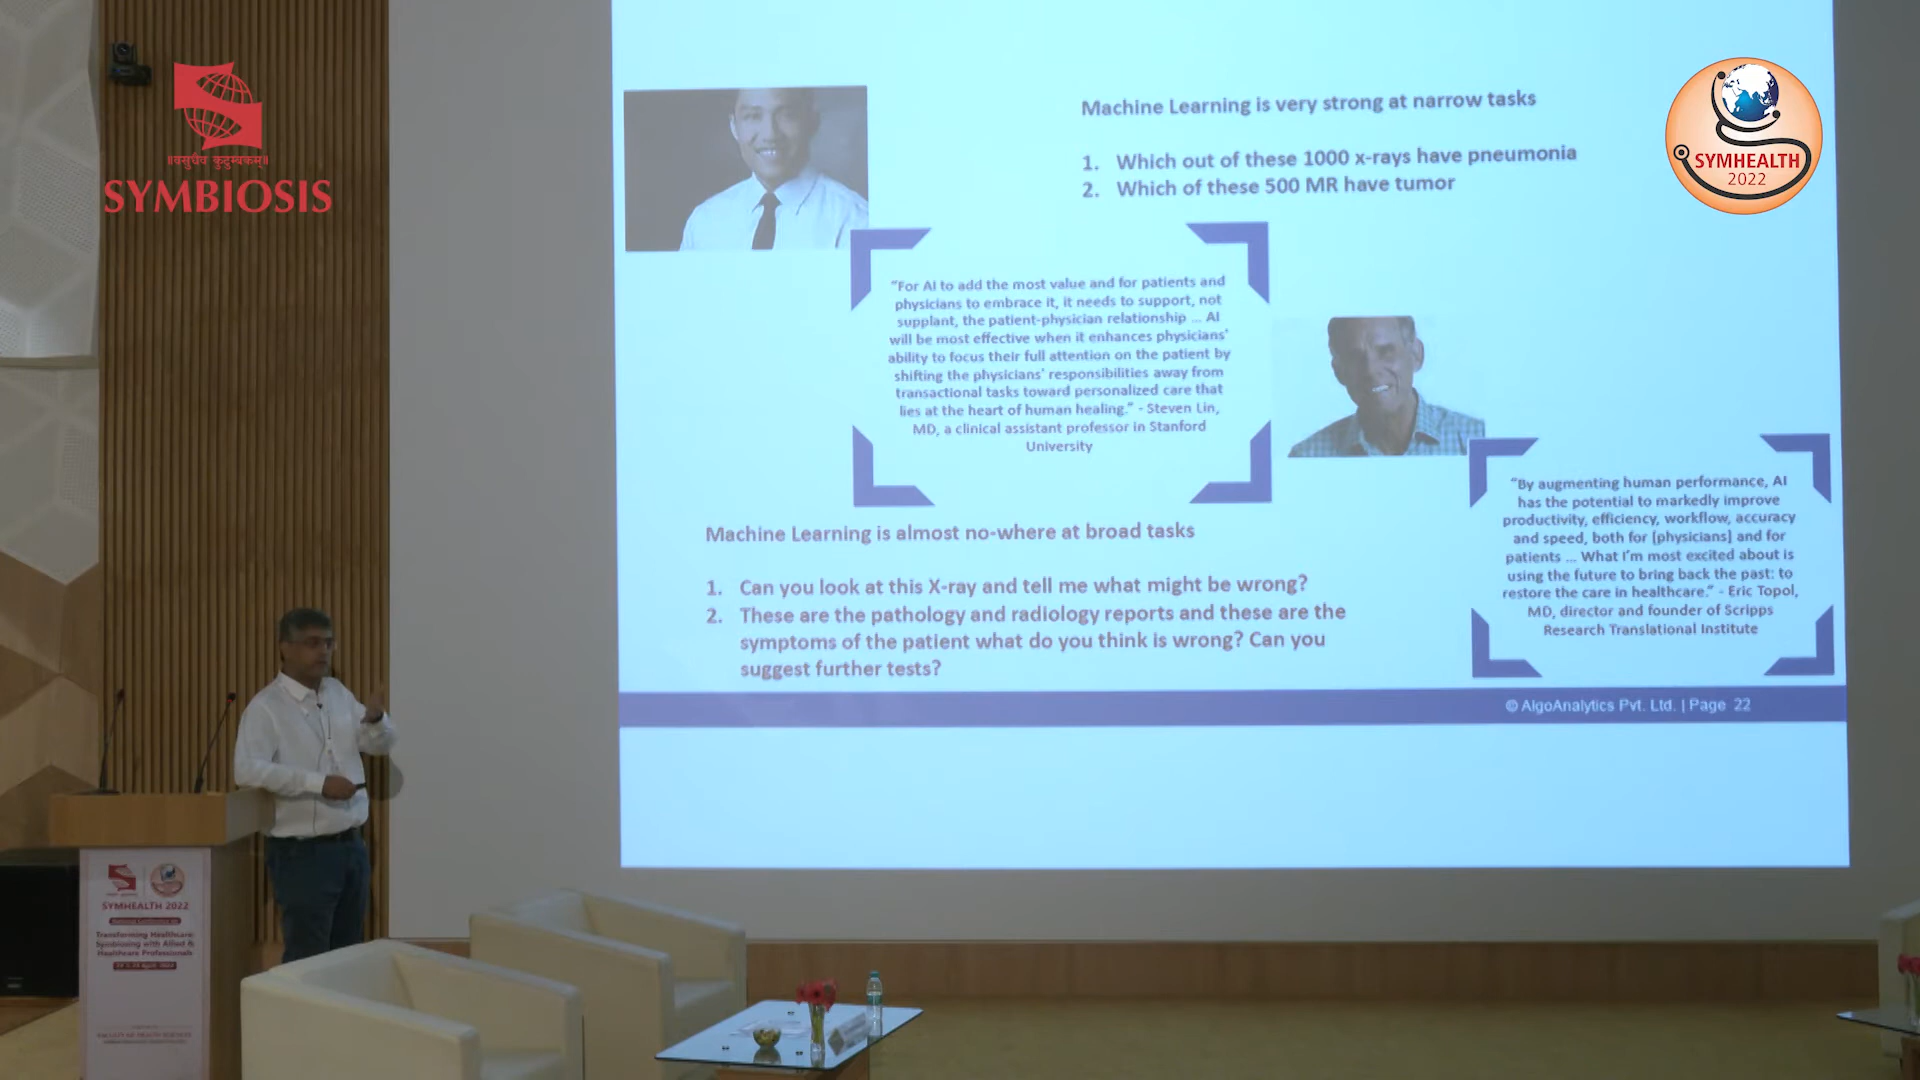 ॥वसुधैव कुटुम्बकम्॥
SYMBIOSIS
SYMHEALTH
2022
Machine Learning is very strong at narrow tasks
1. Which out of these 1000 x-rays have pneumonia
2. Which of these 500 MR have tumor
"For AI to add the most value and for patients and
physicians to embrace it, it needs to support, not
supplant, the patient-physician relationship ... AI
will be most effective when it enhances physicians'
ability to focus their full attention on the patient by
shifting the physicians' responsibilities away from
transactional tasks toward personalized care that
lies at the heart of human healing." - Steven Lin,
MD, a clinical assistant professor in Stanford
University
"By augmenting human performance, AI
has the potential to markedly improve
productivity, efficiency, workflow, accuracy
and speed, both for [physicians] and for
patients ... What I'm most excited about is
using the future to bring back the past: to
restore the care in healthcare." - Eric Topol,
MD, director and founder of Scripps
Research Translational Institute
Machine Learning is almost no-where at broad tasks
1. Can you look at this X-ray and tell me what might be wrong?
2. These are the pathology and radiology reports and these are the
symptoms of the patient what do you think is wrong? Can you
suggest further tests?
© AlgoAnalytics Pvt. Ltd. | Page 22
SYMHEALTH 2022
Transforming Healthcare:
Symbiosing with Allied &
Healthcare Professionals